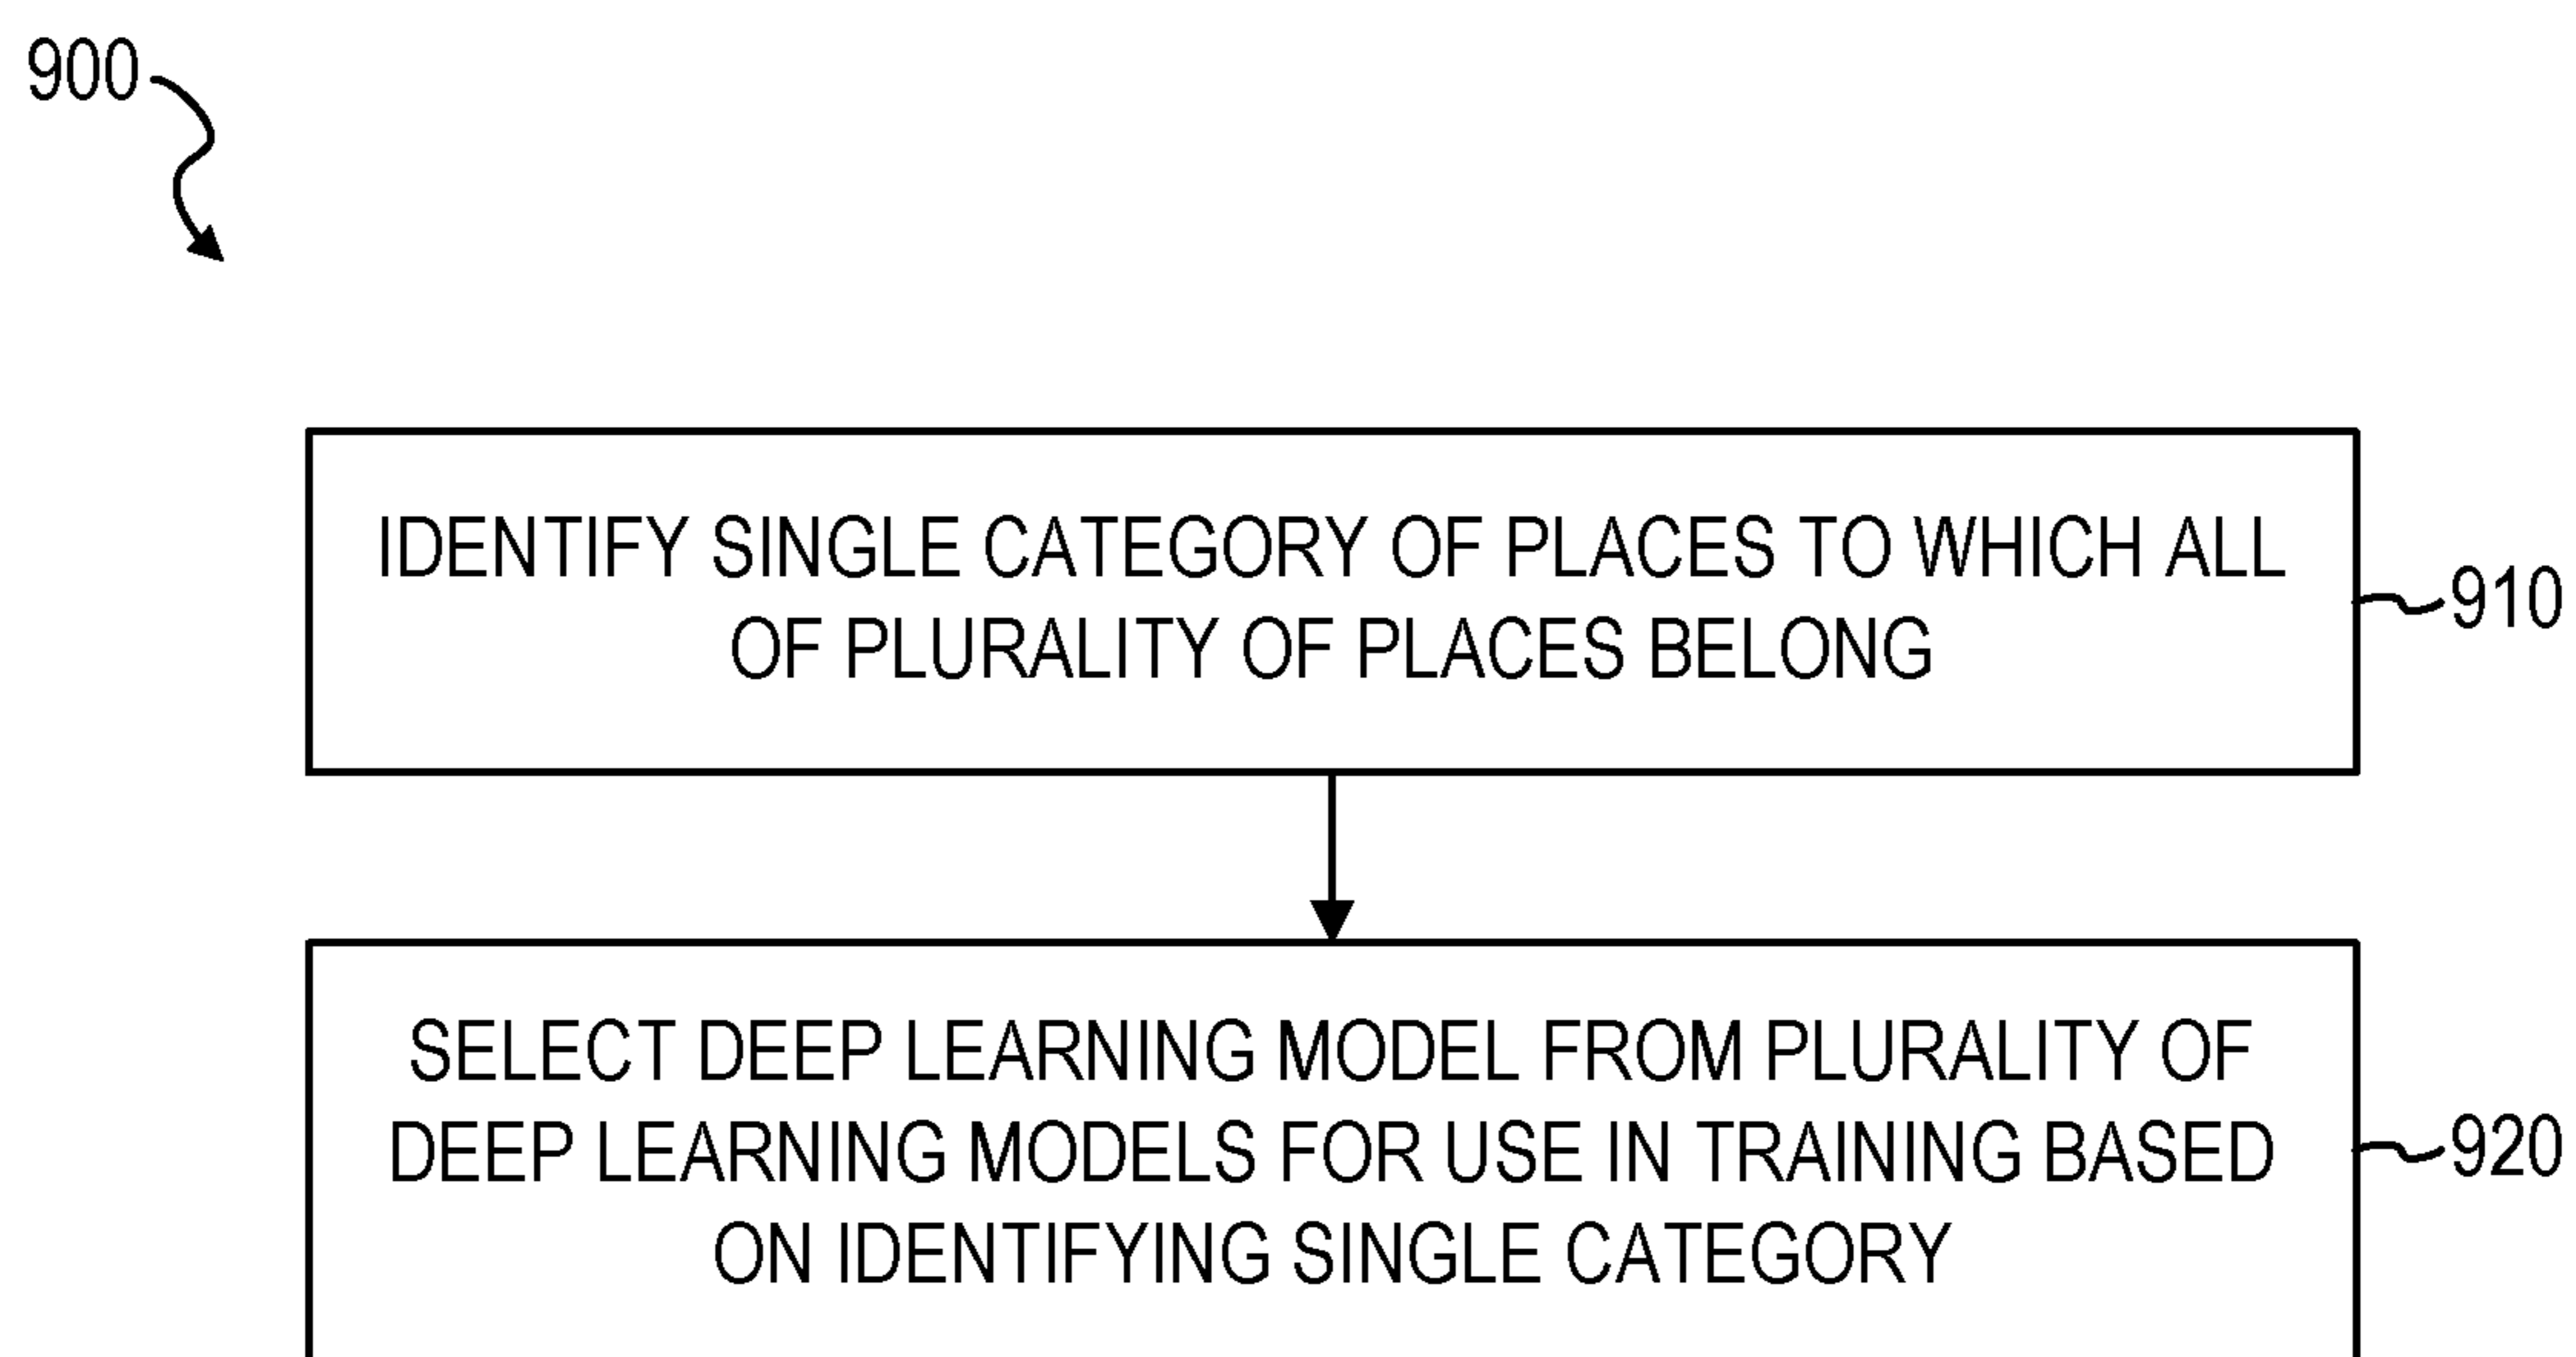 900
IDENTIFY SINGLE CATEGORY OF PLACES TO WHICH ALL
OF PLURALITY OF PLACES BELONG
910
SELECT DEEP LEARNING MODEL FROM PLURALITY OF
DEEP LEARNING MODELS FOR USE IN TRAINING BASED
ON IDENTIFYING SINGLE CATEGORY
920